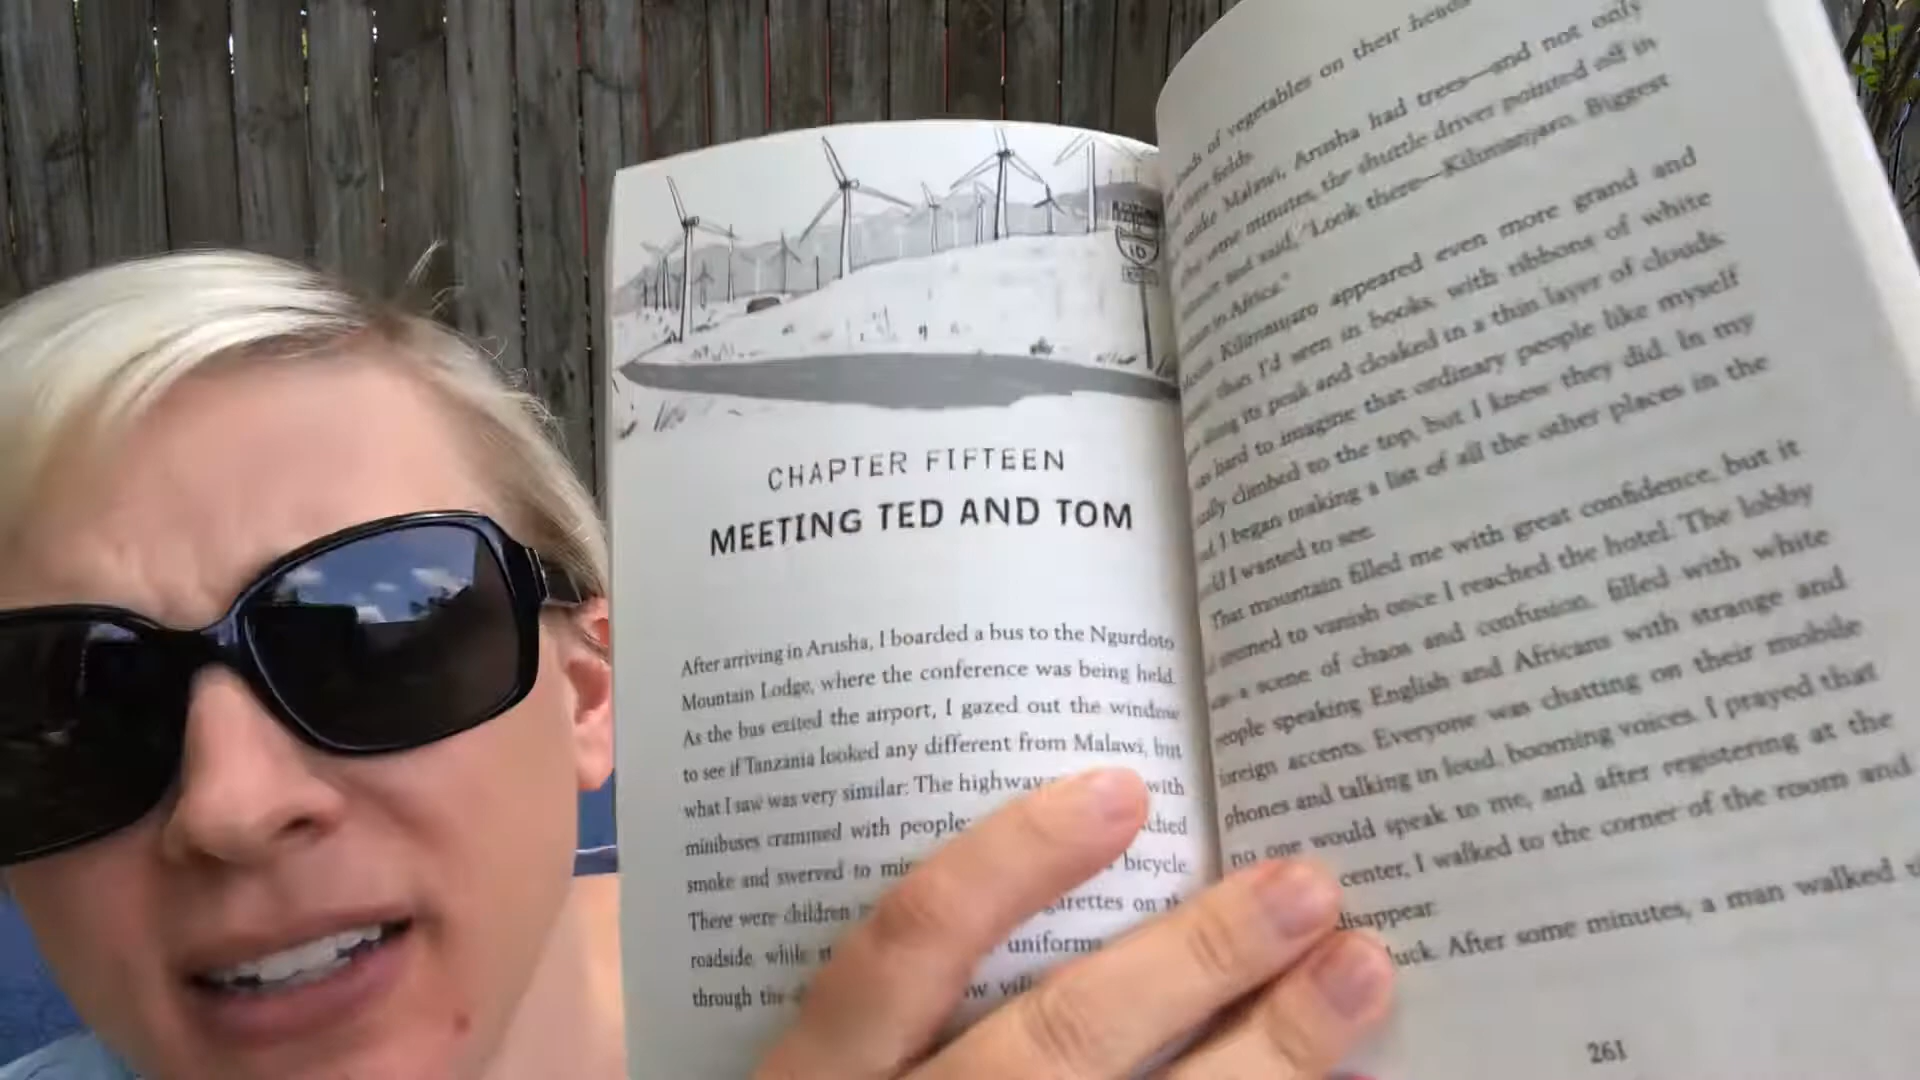 10
CHAPTER FIFTEEN
MEETING TED AND TOM
After arriving in Arusha, I boarded a bus to the Ngurdoto
Mountain Lodge, where the conference was being held.
As the bus exited the airport, I gazed out the window
to see if Tanzania looked any different from Malawi, but
what I saw was very similar: The highway with
minibuses crammed with people;
smoke and swerved to bicycle.
There were children on
roadside, while uniforms
through the
of vegetables on their heads
fields.
Malawi, Arusha had trees—and not only
some minutes, the shuttle driver pointed off in
and said, "Look there—Kilimanjaro. Biggest
in Africa."
Kilimanjaro appeared even more grand and
than I'd seen in books, with ribbons of white
along its peak and cloaked in a thin layer of clouds.
hard to imagine that ordinary people like myself
climbed to the top, but I knew they did. In my
I began making a list of all the other places in the
I wanted to see.
That mountain filled me with great confidence, but it
seemed to vanish once I reached the hotel. The lobby
was a scene of chaos and confusion, filled with white
people speaking English and Africans with strange and
foreign accents. Everyone was chatting on their mobile
phones and talking in loud, booming voices. I prayed that
no one would speak to me, and after registering at the
center, I walked to the corner of the room and
disappear.
luck. After some minutes, a man walked
261